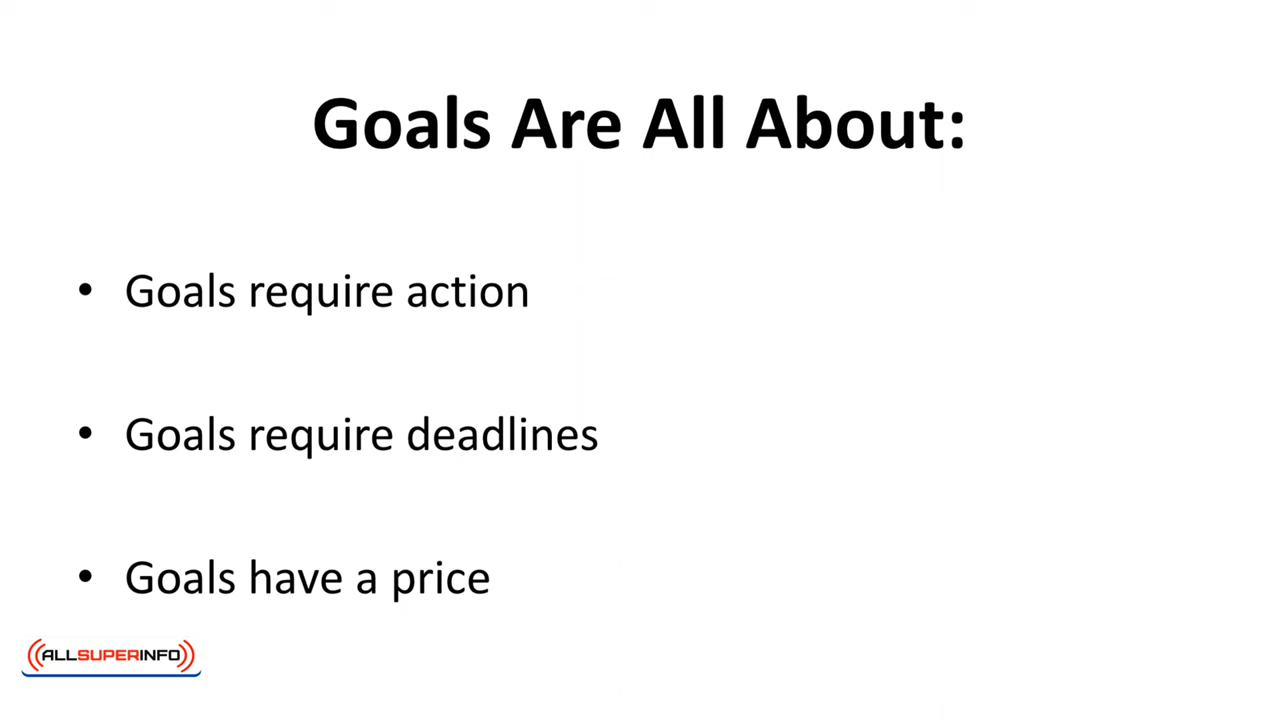 Goals Are All About:
• Goals require action
• Goals require deadlines
• Goals have a price
((ALLSUPERINFO))